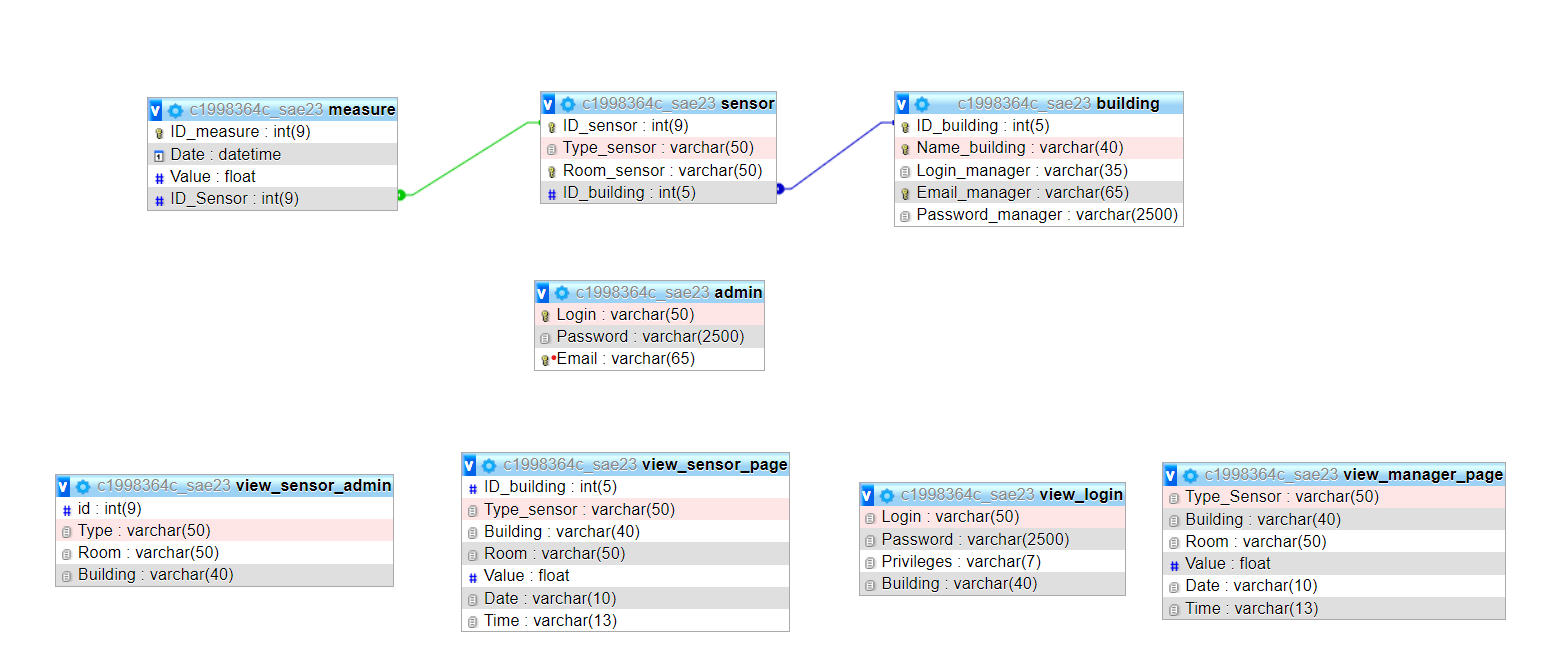 c1998364c_sae23 measure
ID_measure : int(9)
Date : datetime
Value : float
ID_Sensor : int(9)
c1998364c_sae23 sensor
ID_sensor : int(9)
Type_sensor : varchar(50)
Room_sensor : varchar(50)
ID_building : int(5)
c1998364c_sae23 building
ID_building : int(5)
Name_building : varchar(40)
Login_manager : varchar(35)
Email_manager : varchar(65)
Password_manager : varchar(2500)
c1998364c_sae23 admin
Login : varchar(50)
Password : varchar(2500)
Email : varchar(65)
c1998364c_sae23 view_sensor_admin
id : int(9)
Type : varchar(50)
Room : varchar(50)
Building : varchar(40)
c1998364c_sae23 view_sensor_page
ID_building : int(5)
Type_sensor : varchar(50)
Building : varchar(40)
Room : varchar(50)
Value : float
Date : varchar(10)
Time : varchar(13)
c1998364c_sae23 view_login
Login : varchar(50)
Password : varchar(2500)
Privileges : varchar(7)
Building : varchar(40)
c1998364c_sae23 view_manager_page
Type_Sensor : varchar(50)
Building : varchar(40)
Room : varchar(50)
Value : float
Date : varchar(10)
Time : varchar(13)